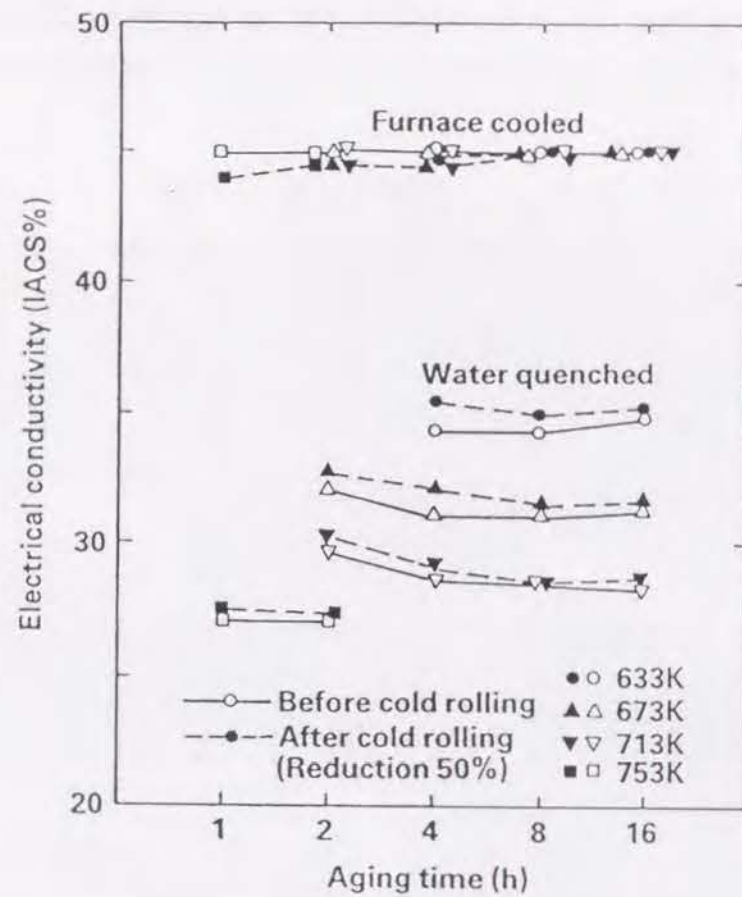 50
Furnace cooled
40
Electrical conductivity (IACS%)
Water quenched
30
Before cold rolling
After cold rolling
(Reduction 50%)
633K
673K
713K
753K
20
1 2 4 8 16
Aging time (h)